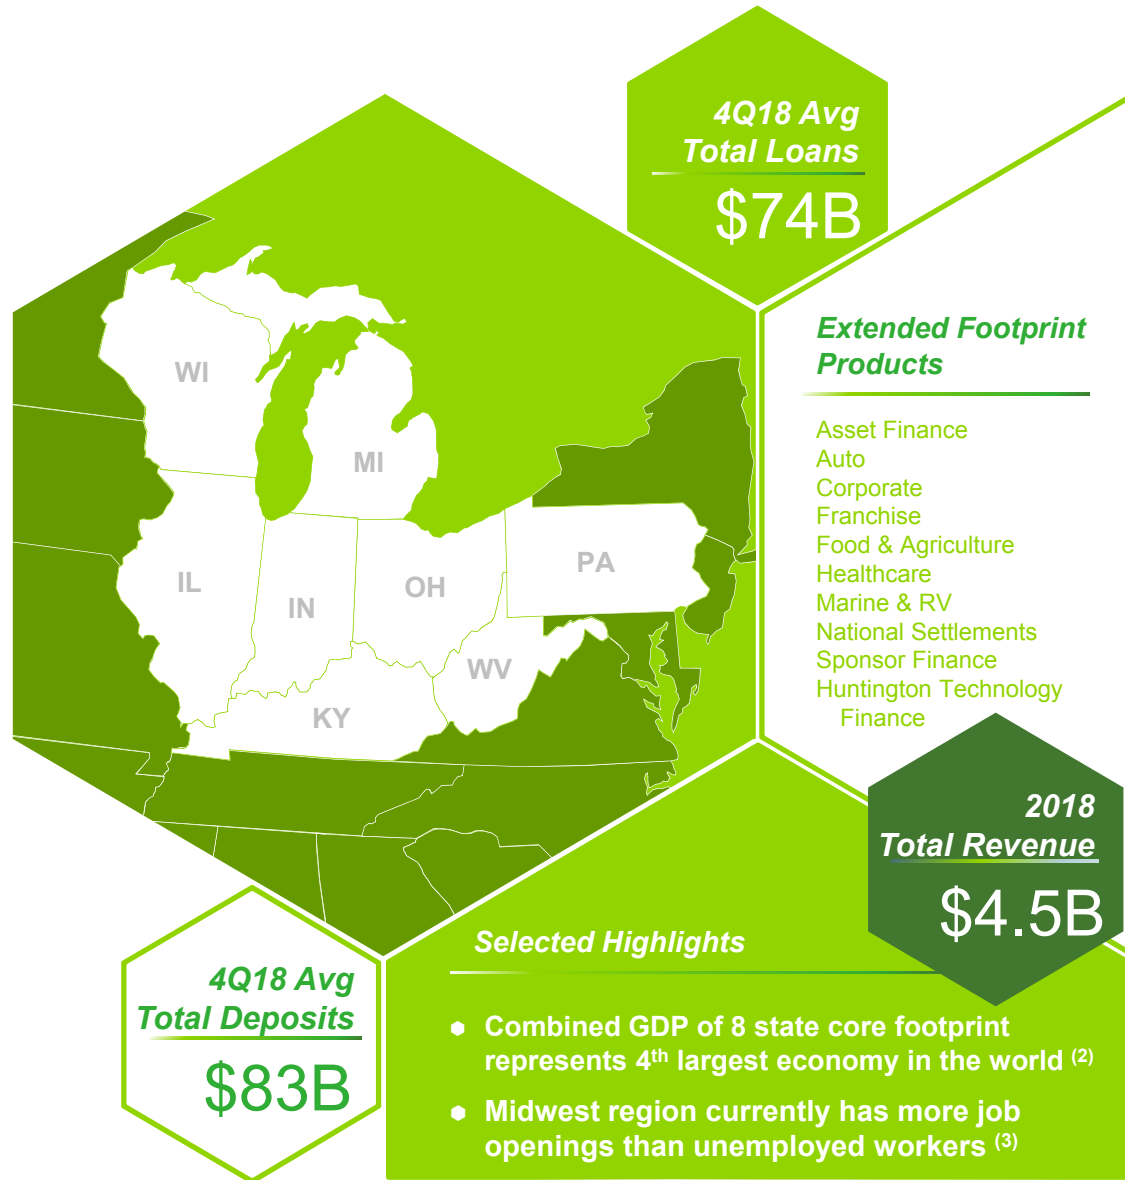 4Q18 Avg
Total Loans
$74B
WI
MI
IL
IN
OH
PA
WV
KY
Extended Footprint
Products
Asset Finance
Auto
Corporate
Franchise
Food & Agriculture
Healthcare
Marine & RV
National Settlements
Sponsor Finance
Huntington Technology
Finance
2018
Total Revenue
$4.5B
4Q18 Avg
Total Deposits
$83B
Selected Highlights
Combined GDP of 8 state core footprint
represents 4th largest economy in the world (2)
Midwest region currently has more job
openings than unemployed workers (3)